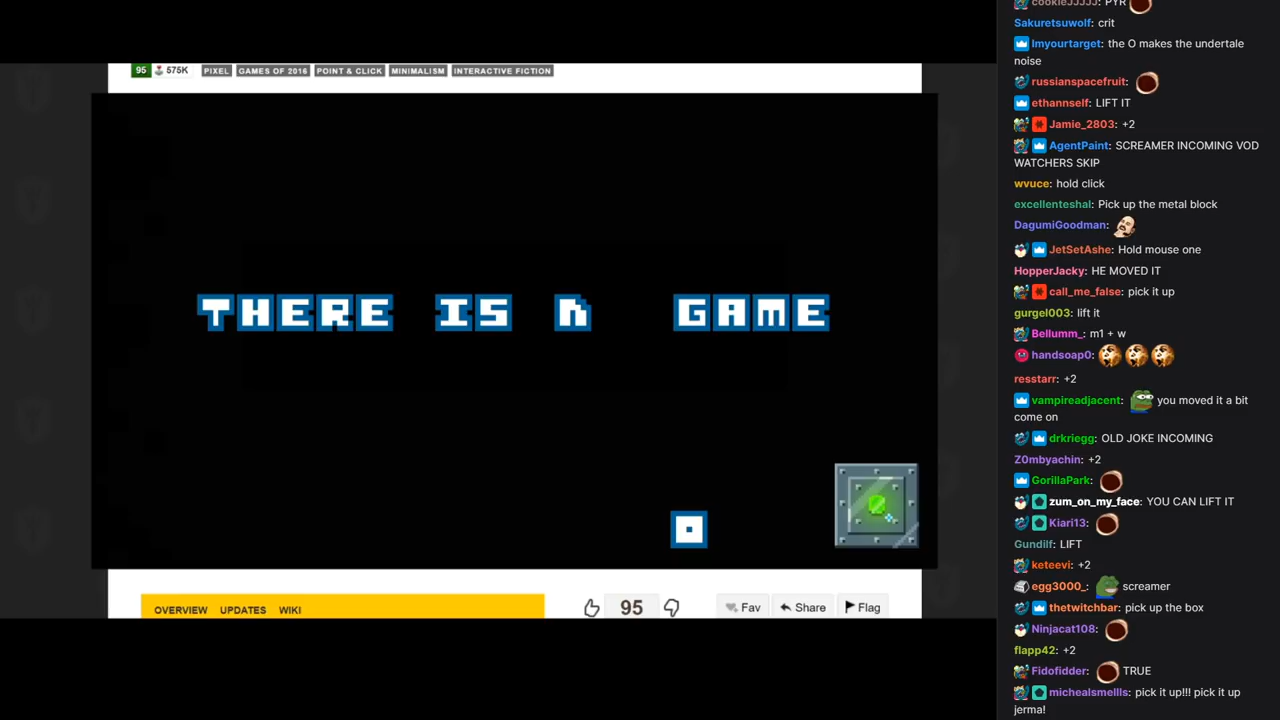 95 575K PIXEL GAMES OF 2016 POINT & CLICK MINIMALISM INTERACTIVE FICTION
THERE IS N GAME
OVERVIEW UPDATES WIKI
95 Fav Share Flag
cookieJJJJJ: PYR
Sakuretsuwolf: crit
Imyourtarget: the O makes the undertale
noise
russianspacefruit:
ethannself: LIFT IT
Jamie_2803: +2
AgentPaint: SCREAMER INCOMING VOD
WATCHERS SKIP
wvuce: hold click
excellenteshal: Pick up the metal block
DagumiGoodman:
JetSetAshe: Hold mouse one
HopperJacky: HE MOVED IT
call_me_false: pick it up
gurgel003: lift it
Bellumm_: m1 + w
handsoap0:
resstarr: +2
vampireadjacent: you moved it a bit
come on
drkriegg: OLD JOKE INCOMING
Z0mbyachin: +2
GorillaPark:
zum_on_my_face: YOU CAN LIFT IT
Kiari13:
Gundilf: LIFT
keteevi: +2
egg3000_: screamer
thetwitchbar: pick up the box
Ninjacat108:
flapp42: +2
Fidofidder: TRUE
michealsmellls: pick it up!!! pick it up
jerma!